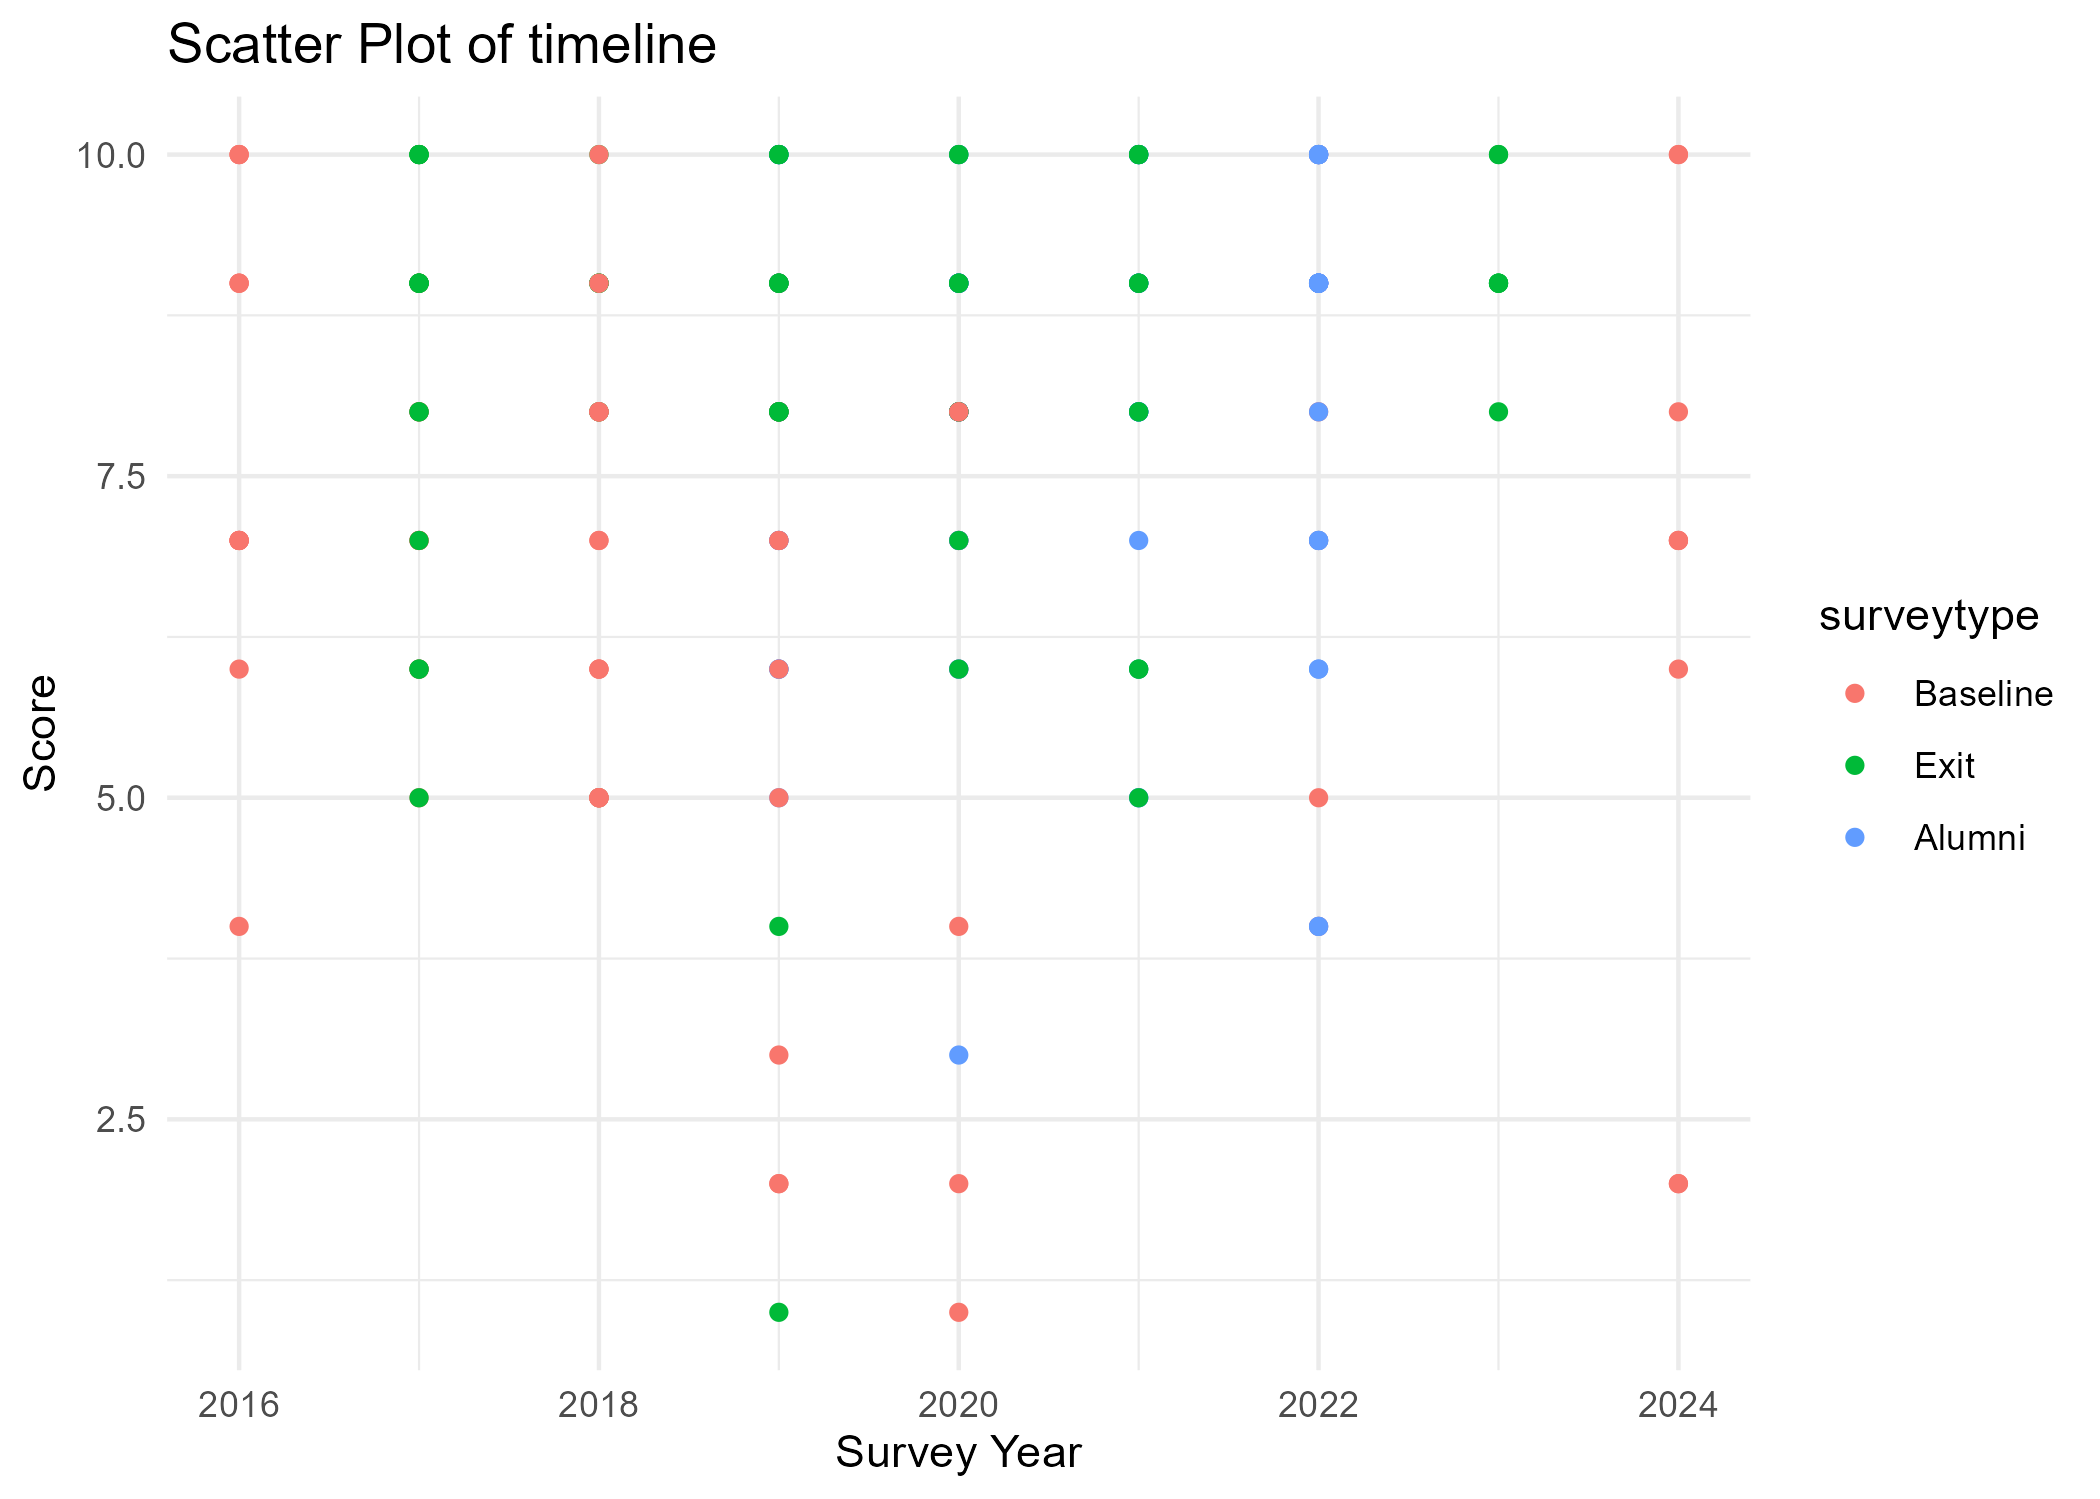 Scatter Plot of timeline
10.0
7.5
5.0
2.5
Score
2016 2018 2020 2022 2024
Survey Year
surveytype
Baseline
Exit
Alumni